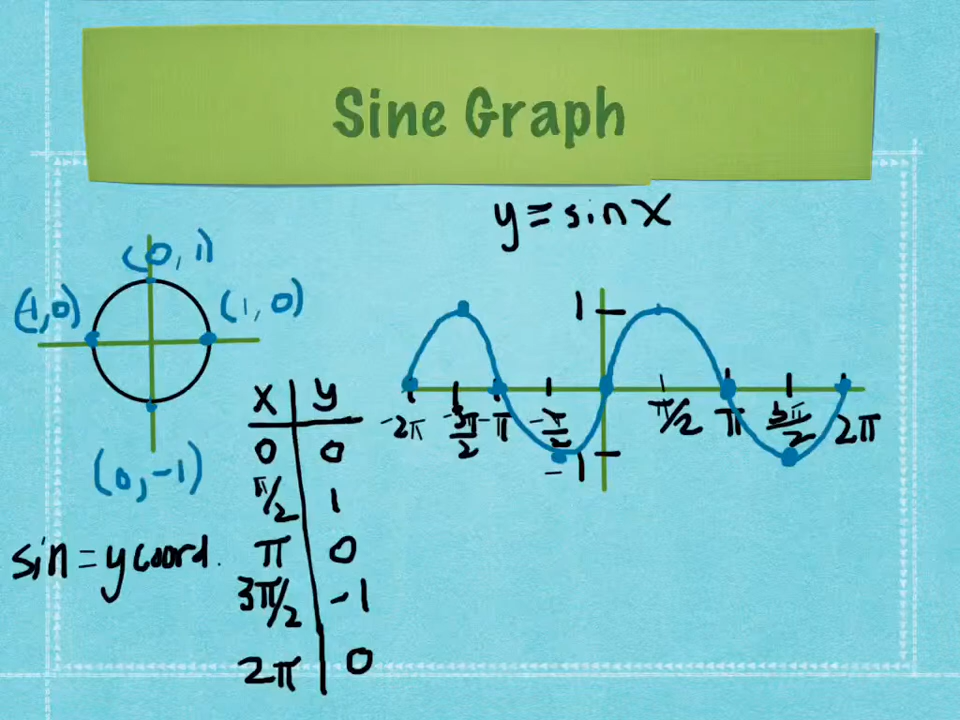 Sine Graph
y = sin x
(0, 1)
(-1, 0)
(1, 0)
(0, -1)
sin = y coord.
x y
0 0
π/2 1
π 0
3π/2 -1
2π 0
1
-2π -3π/2 -π -π/2 π/2 π 3π/2 2π
-1